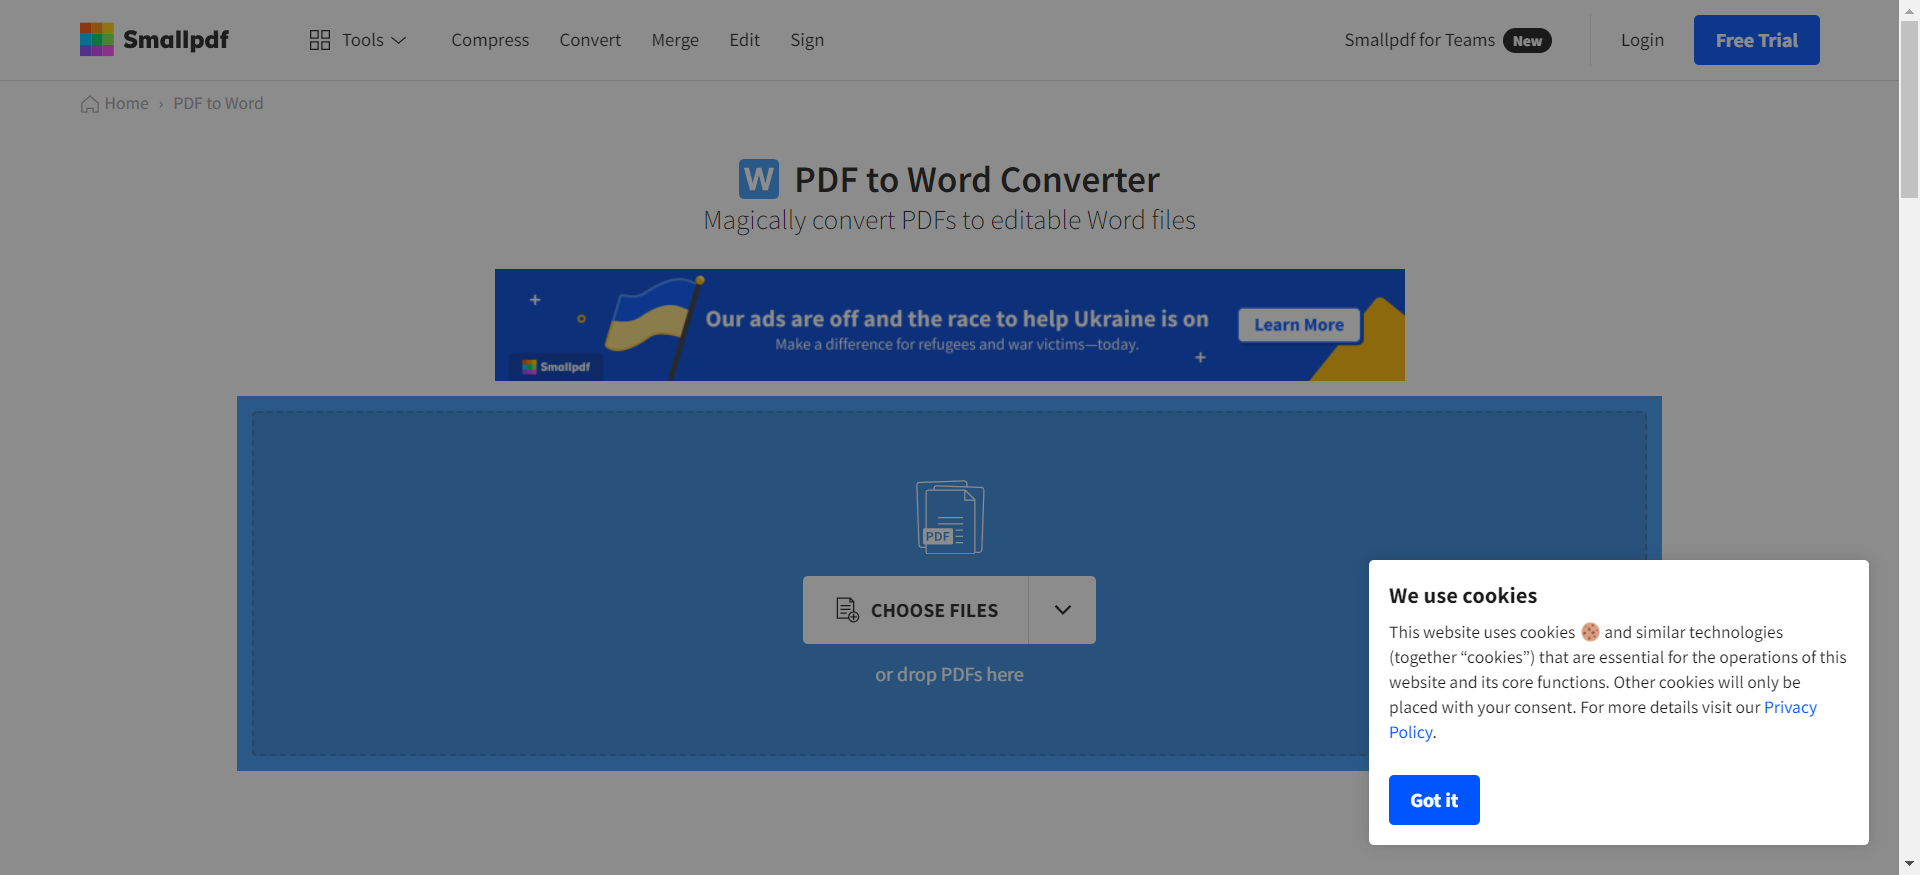 Smallpdf
Tools
Compress
Convert
Merge
Edit
Sign
Smallpdf for Teams
New
Login
Free Trial
Home › PDF to Word
W
PDF to Word Converter
Magically convert PDFs to editable Word files
Our ads are off and the race to help Ukraine is on
Make a difference for refugees and war victims—today.
Learn More
Smallpdf
PDF
CHOOSE FILES
or drop PDFs here
We use cookies
This website uses cookies 🍪 and similar technologies
(together “cookies”) that are essential for the operations of this
website and its core functions. Other cookies will only be
placed with your consent. For more details visit our Privacy
Policy.
Got it